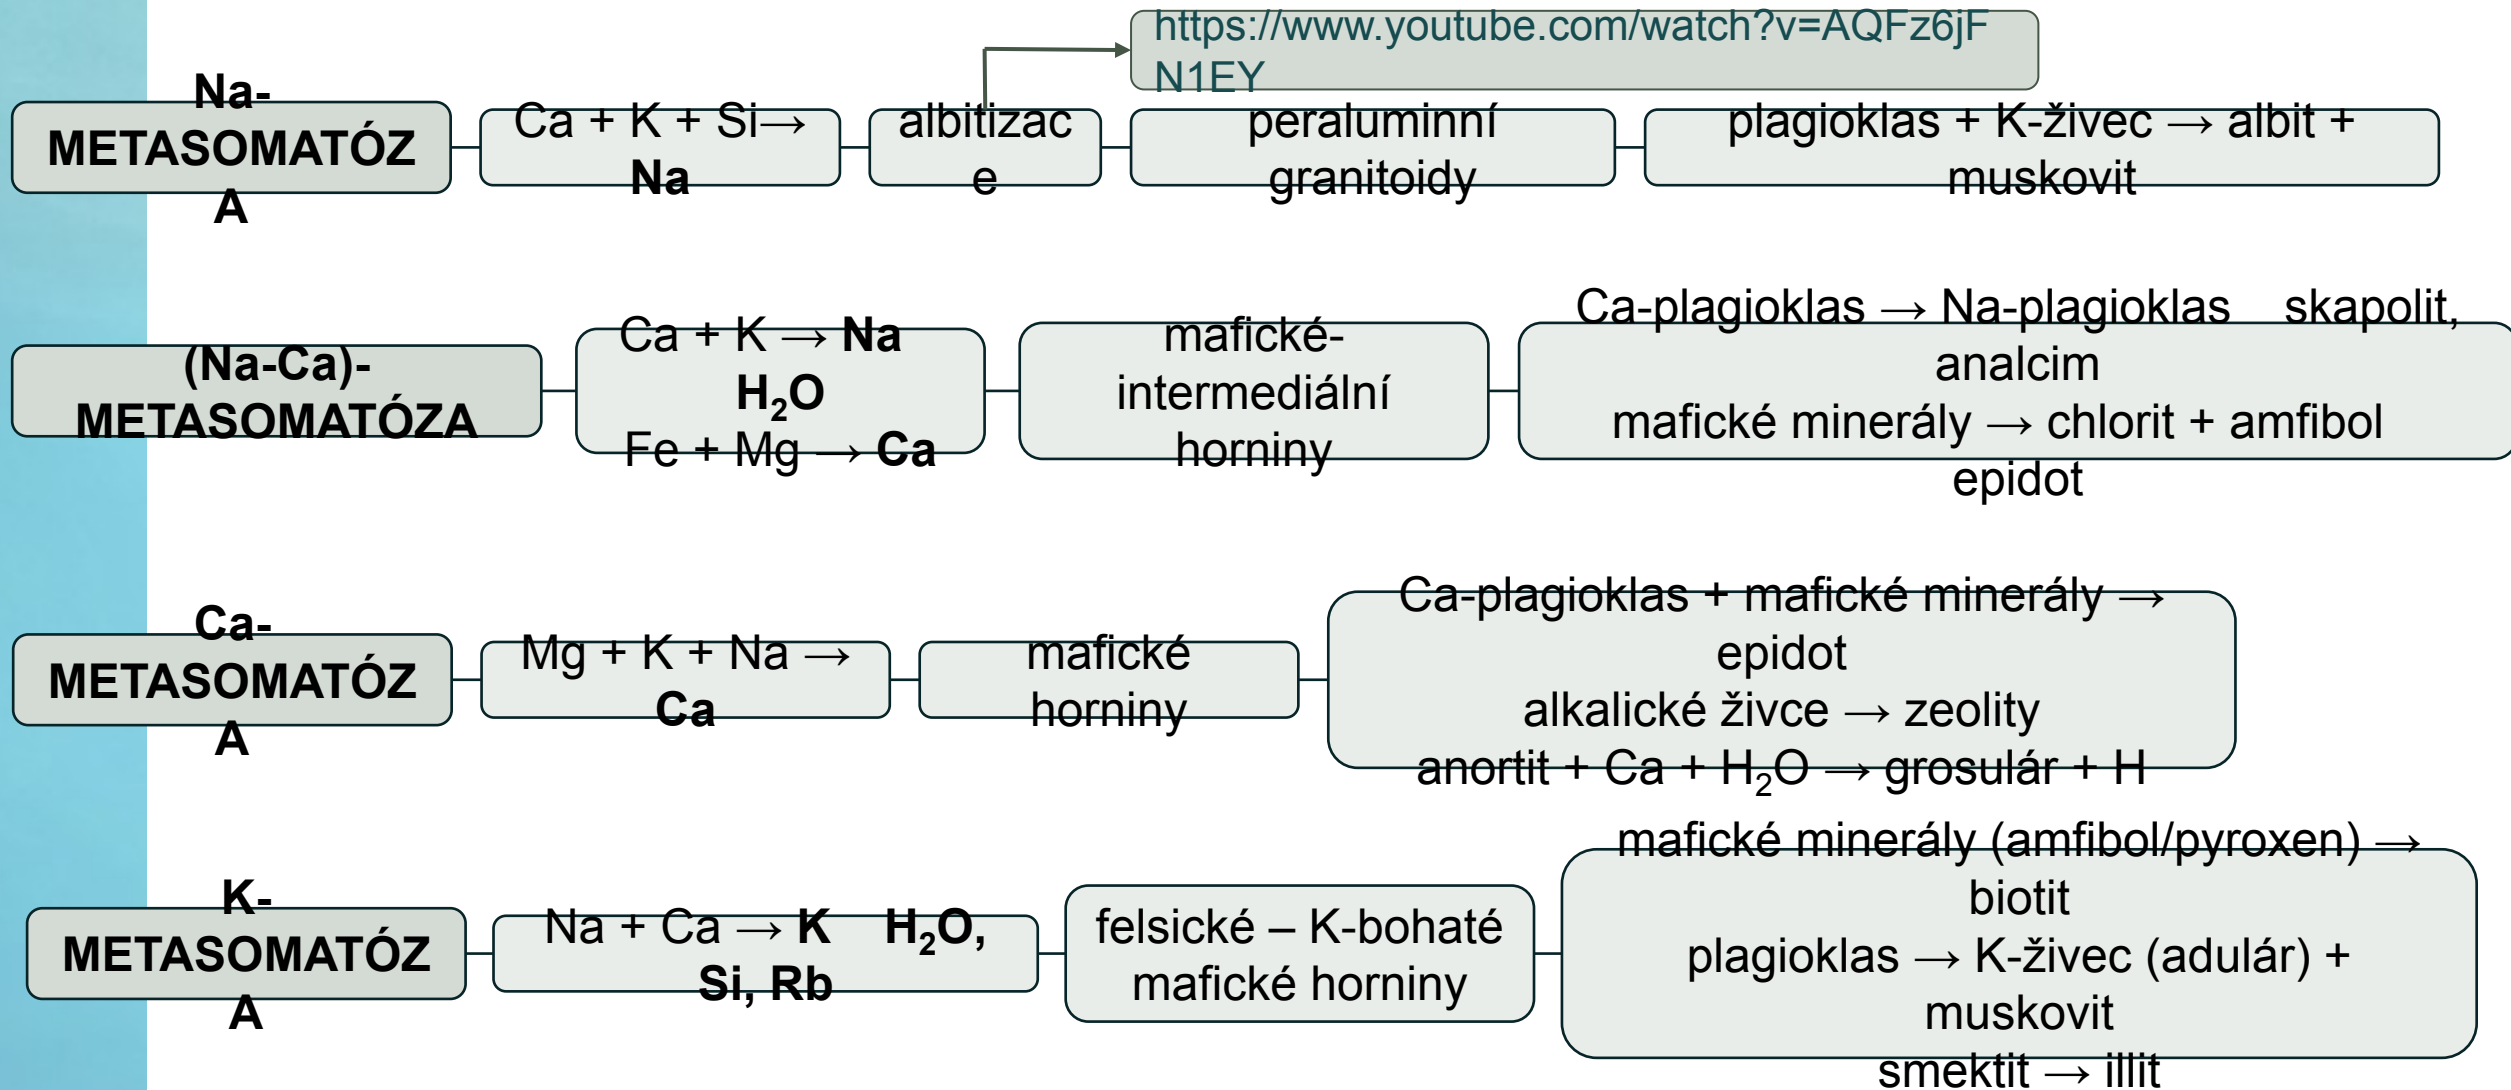 https://www.youtube.com/watch?v=AQFz6jF
N1EY
Na-
METASOMATÓZ
A
Ca + K + Si→
Na
albitizac
e
peraluminní
granitoidy
plagioklas + K-živec → albit +
muskovit
(Na-Ca)-
METASOMATÓZA
Ca + K → Na
H₂O
Fe + Mg → Ca
mafické-
intermediální
horniny
Ca-plagioklas → Na-plagioklas skapolit,
analcim
mafické minerály → chlorit + amfibol
epidot
Ca-
METASOMATÓZ
A
Mg + K + Na →
Ca
mafické
horniny
Ca-plagioklas + mafické minerály →
epidot
alkalické živce → zeolity
anortit + Ca + H₂O → grosulár + H
K-
METASOMATÓZ
A
Na + Ca → K H₂O,
Si, Rb
felsické – K-bohaté
mafické horniny
mafické minerály (amfibol/pyroxen) →
biotit
plagioklas → K-živec (adulár) +
muskovit
smektit → illit